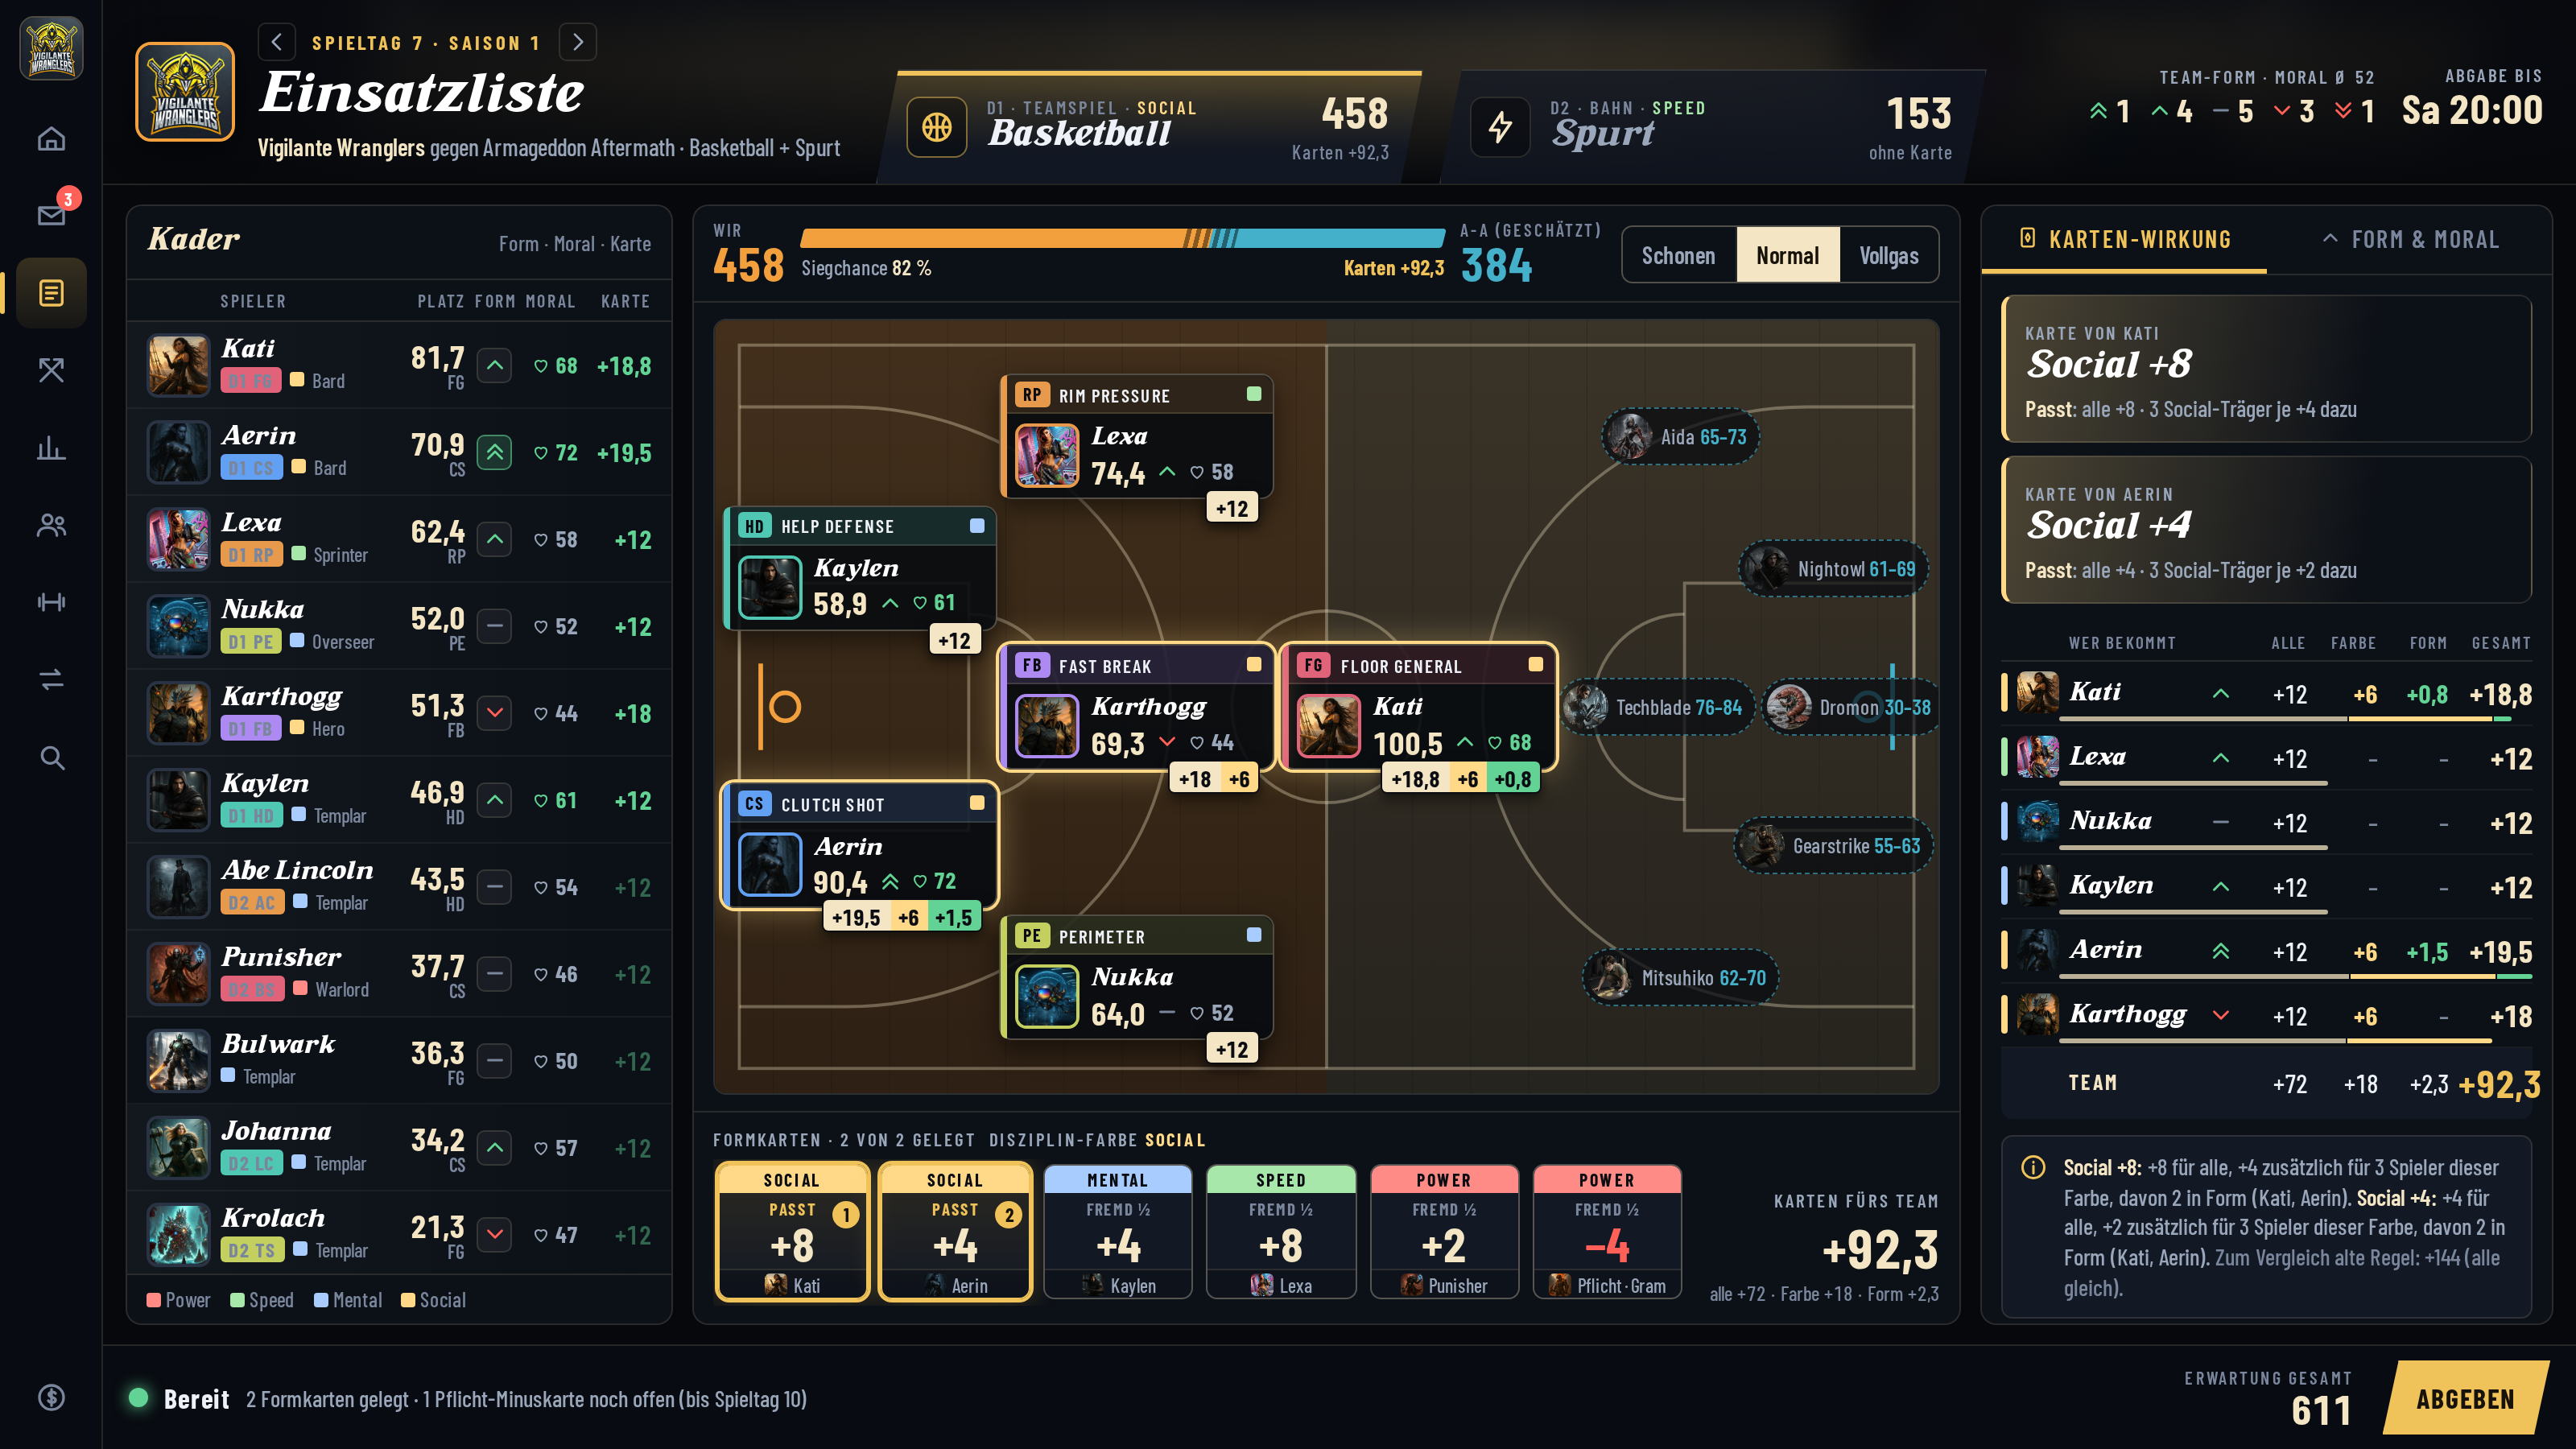 VIGILANTE WRANGLERS
3
VIGILANTE WRANGLERS
SPIELTAG 7 · SAISON 1
Einsatzliste
Vigilante Wranglers gegen Armageddon Aftermath · Basketball + Spurt
D1 · TEAMSPIEL · SOCIAL
Basketball
458
Karten +92,3
D2 · BAHN · SPEED
Spurt
153
ohne Karte
TEAM-FORM · MORAL Ø 52
1 4 5 3 1
ABGABE BIS
Sa 20:00
Kader
Form · Moral · Karte
SPIELER PLATZ FORM MORAL KARTE
Kati 81,7 68 +18,8
D1 FG Bard FG
Aerin 70,9 72 +19,5
D1 CS Bard CS
Lexa 62,4 58 +12
D1 RP Sprinter RP
Nukka 52,0 52 +12
D1 PE Overseer PE
Karthogg 51,3 44 +18
D1 FB Hero FB
Kaylen 46,9 61 +12
D1 HD Templar HD
Abe Lincoln 43,5 54 +12
D2 AC Templar HD
Punisher 37,7 46 +12
D2 BS Warlord CS
Bulwark 36,3 50 +12
Templar FG
Johanna 34,2 57 +12
D2 LC Templar CS
Krolach 21,3 47 +12
D2 TS Templar FG
Power Speed Mental Social
WIR
458
Siegchance 82 %
Karten +92,3
A-A (GESCHÄTZT)
384
Schonen Normal Vollgas
RP RIM PRESSURE
Lexa
74,4 58
+12
HD HELP DEFENSE
Kaylen
58,9 61
+12
FB FAST BREAK
Karthogg
69,3 44
+18 +6
FG FLOOR GENERAL
Kati
100,5 68
+18,8 +6 +0,8
CS CLUTCH SHOT
Aerin
90,4 72
+19,5 +6 +1,5
PE PERIMETER
Nukka
64,0 52
+12
Aida 65-73
Nightowl 61-69
Techblade 76-84
Dromon 30-38
Gearstrike 55-63
Mitsuhiko 62-70
FORMKARTEN · 2 VON 2 GELEGT DISZIPLIN-FARBE SOCIAL
SOCIAL
PASST 1
+8
Kati
SOCIAL
PASST 2
+4
Aerin
MENTAL
FREMD ½
+4
Kaylen
SPEED
FREMD ½
+8
Lexa
POWER
FREMD ½
+2
Punisher
POWER
FREMD ½
−4
Pflicht · Gram
KARTEN FÜRS TEAM
+92,3
alle +72 · Farbe +18 · Form +2,3
KARTEN-WIRKUNG
FORM & MORAL
KARTE VON KATI
Social +8
Passt: alle +8 · 3 Social-Träger je +4 dazu
KARTE VON AERIN
Social +4
Passt: alle +4 · 3 Social-Träger je +2 dazu
WER BEKOMMT ALLE FARBE FORM GESAMT
Kati +12 +6 +0,8 +18,8
Lexa +12 – – +12
Nukka +12 – – +12
Kaylen +12 – – +12
Aerin +12 +6 +1,5 +19,5
Karthogg +12 +6 – +18
TEAM +72 +18 +2,3 +92,3
Social +8: +8 für alle, +4 zusätzlich für 3 Spieler dieser
Farbe, davon 2 in Form (Kati, Aerin). Social +4: +4 für
alle, +2 zusätzlich für 3 Spieler dieser Farbe, davon 2 in
Form (Kati, Aerin). Zum Vergleich alte Regel: +144 (alle
gleich).
Bereit 2 Formkarten gelegt · 1 Pflicht-Minuskarte noch offen (bis Spieltag 10)
ERWARTUNG GESAMT
611
ABGEBEN